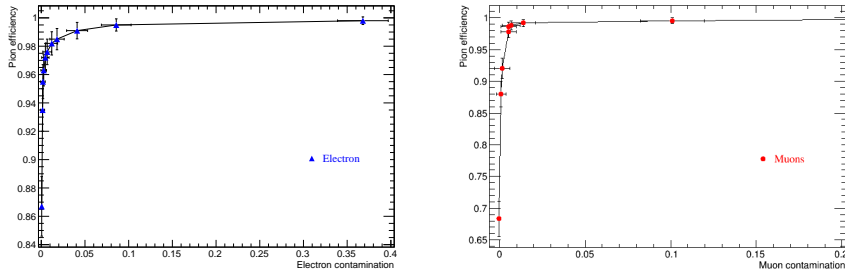 Pion efficiency
1
0.98
0.96
0.94
0.92
0.9
0.88
0.86
0.84
Electron
0 0.05 0.1 0.15 0.2 0.25 0.3 0.35 0.4
Electron contamination
Pion efficiency
1
0.95
0.9
0.85
0.8
0.75
0.7
0.65
Muons
0 0.05 0.1 0.15 0.2
Muon contamination